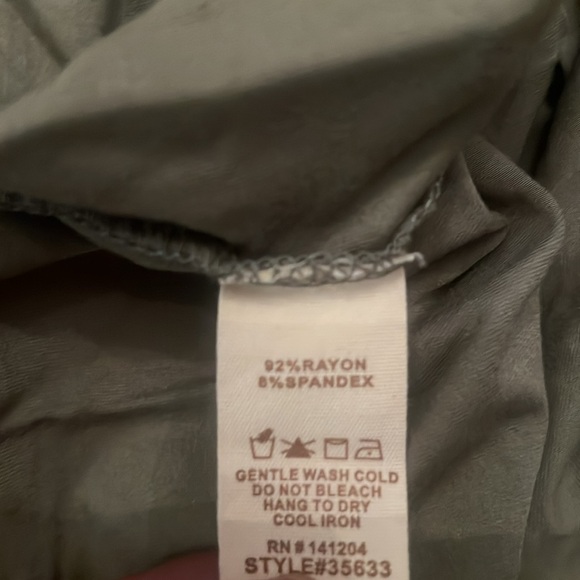 92%RAYON
8%SPANDEX
GENTLE WASH COLD
DO NOT BLEACH
HANG TO DRY
COOL IRON
RN # 141204
STYLE#35633